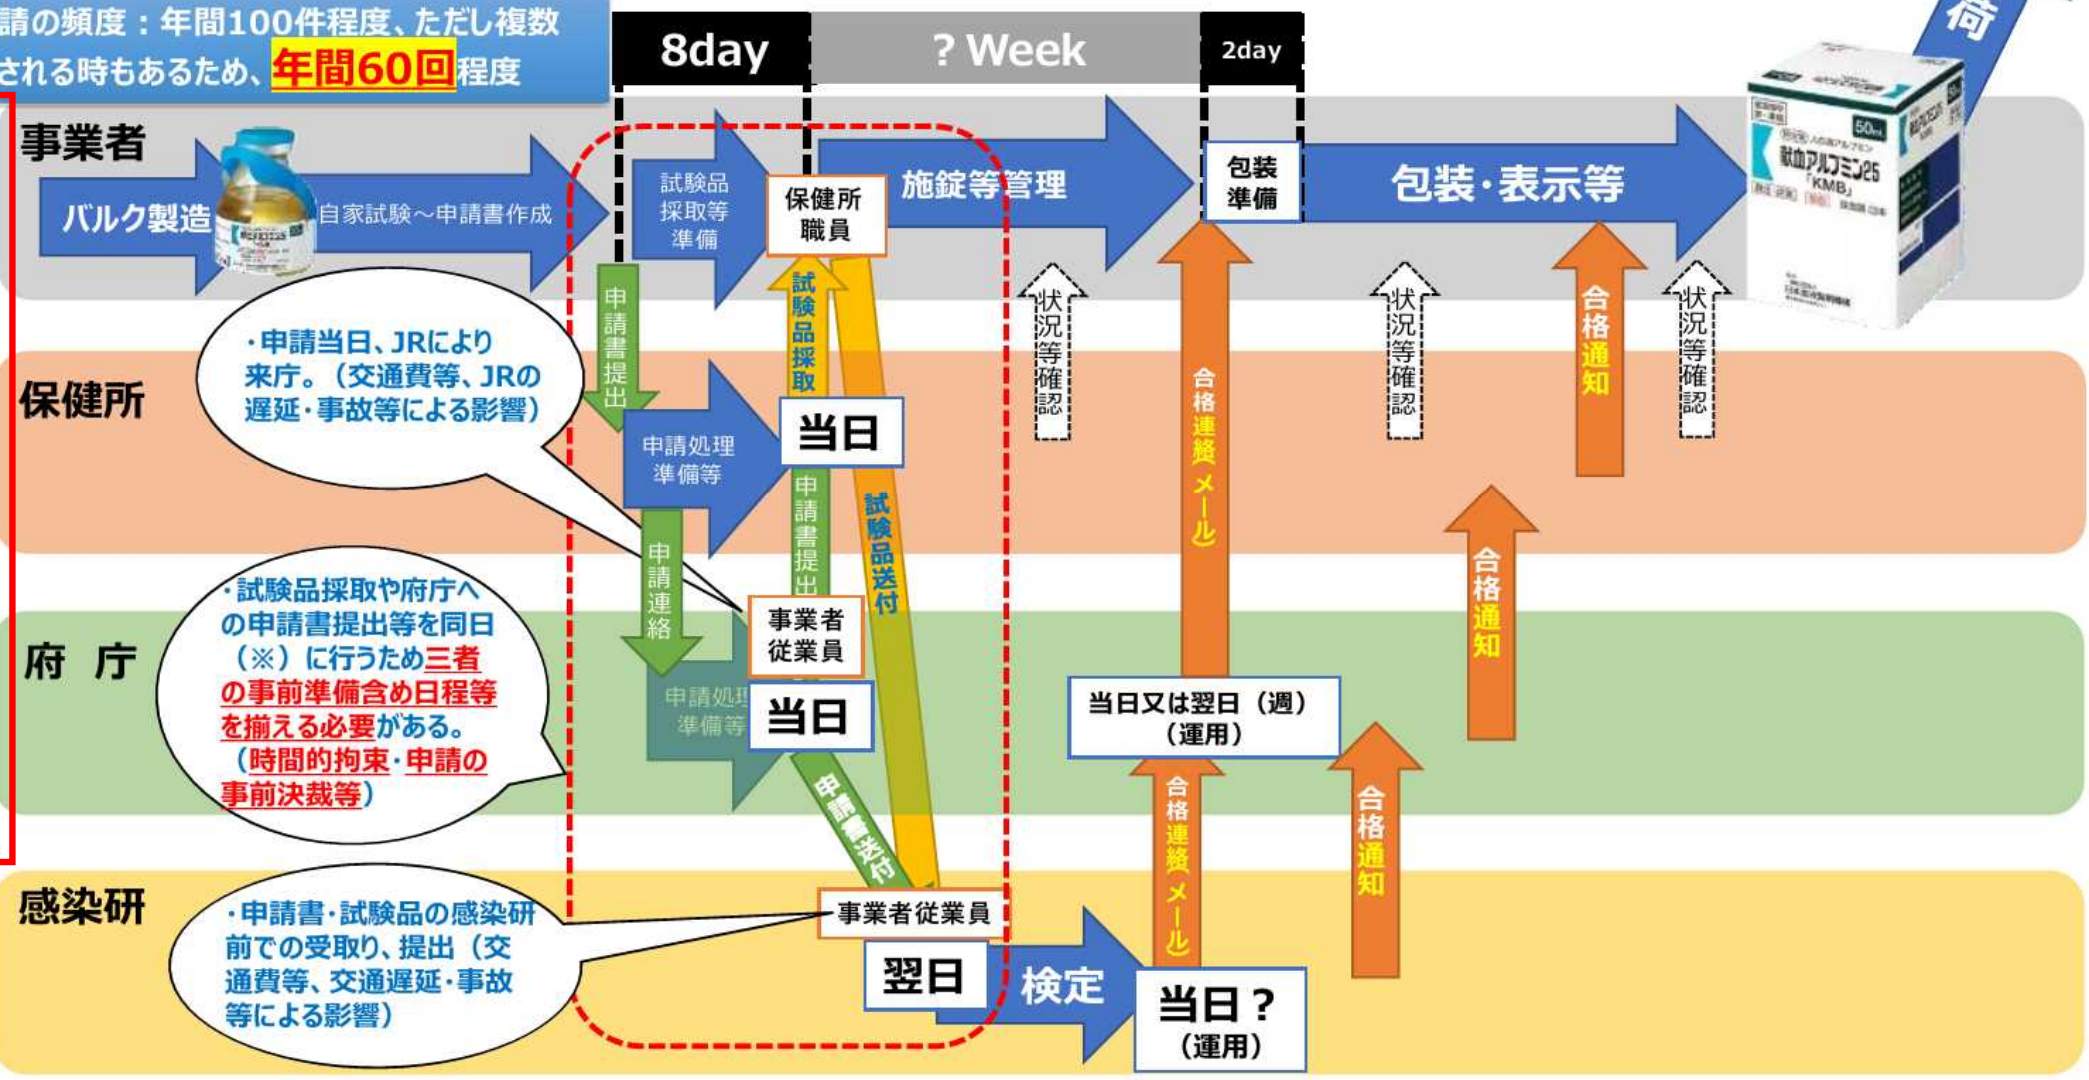 請の頻度：年間100件程度、ただし複数
される時もあるため、年間60回程度
8day
？Week
2day
荷
事業者
バルク製造
自家試験～申請書作成
試験品
採取等
準備
保健所
職員
施錠等管理
包装
準備
包装・表示等
50mL
献血アルブミン25
「KMB」
申請書提出
試験品採取
状況等確認
状況等確認
合格通知
状況等確認
保健所
・申請当日、JRにより
来庁。（交通費等、JRの
遅延・事故等による影響）
申請処理
準備等
当日
申請書提出
試験品送付
合格連絡（メール）
合格通知
申請連絡
府 庁
・試験品採取や府庁へ
の申請書提出等を同日
（※）に行うため三者
の事前準備含め日程等
を揃える必要がある。
（時間的拘束・申請の
事前決裁等）
事業者
従業員
申請処理
準備等
当日
当日又は翌日（週）
（運用）
申請書送付
合格連絡（メール）
合格通知
感染研
・申請書・試験品の感染研
前での受取り、提出（交
通費等、交通遅延・事故
等による影響）
事業者従業員
翌日
検定
当日？
（運用）